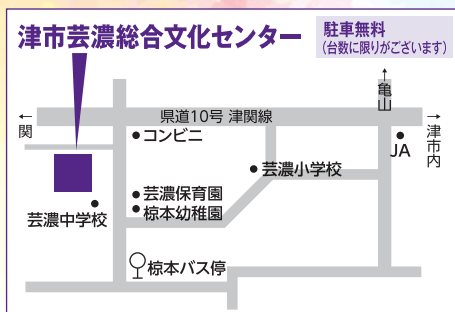 津市芸濃総合文化センター
駐車無料
(台数に限りがございます)
↑
亀山
県道10号 津関線
←
関
→
津市内
コンビニ
JA
芸濃小学校
芸濃保育園
椋本幼稚園
芸濃中学校
椋本バス停